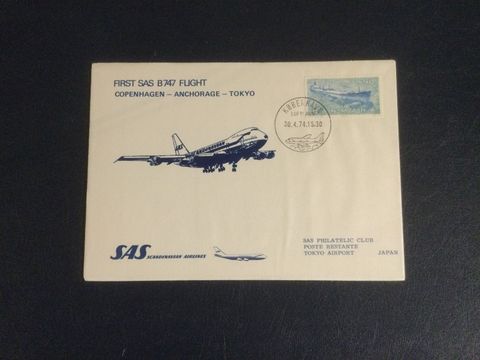 FIRST SAS B747 FLIGHT
COPENHAGEN – ANCHORAGE – TOKYO
KØBENHAVN
30.4.74.15.30
SAS SCANDINAVIAN AIRLINES
SAS PHILATELIC CLUB
POSTE RESTANTE
TOKYO AIRPORT JAPAN